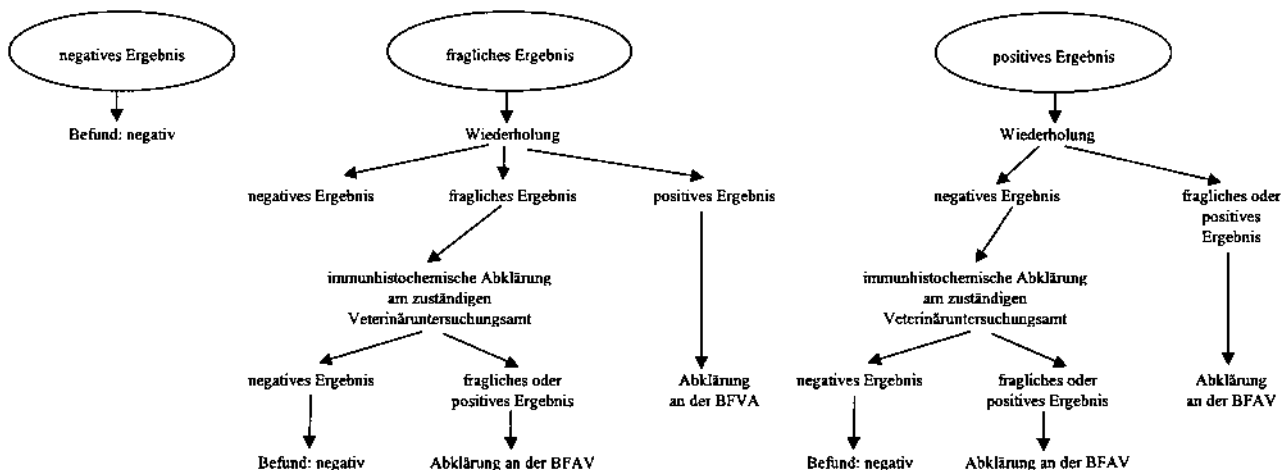 negatives Ergebnis
Befund: negativ
fragliches Ergebnis
Wiederholung
negatives Ergebnis
fragliches Ergebnis
positives Ergebnis
immunhistochemische Abklärung
am zuständigen
Veterinäruntersuchungsamt
negatives Ergebnis
fragliches oder
positives Ergebnis
Abklärung
an der BFVA
Befund: negativ
Abklärung an der BFAV
positives Ergebnis
Wiederholung
negatives Ergebnis
fragliches oder
positives
Ergebnis
immunhistochemische Abklärung
am zuständigen
Veterinäruntersuchungsamt
negatives Ergebnis
fragliches oder
positives Ergebnis
Abklärung
an der BFAV
Befund: negativ
Abklärung an der BFAV